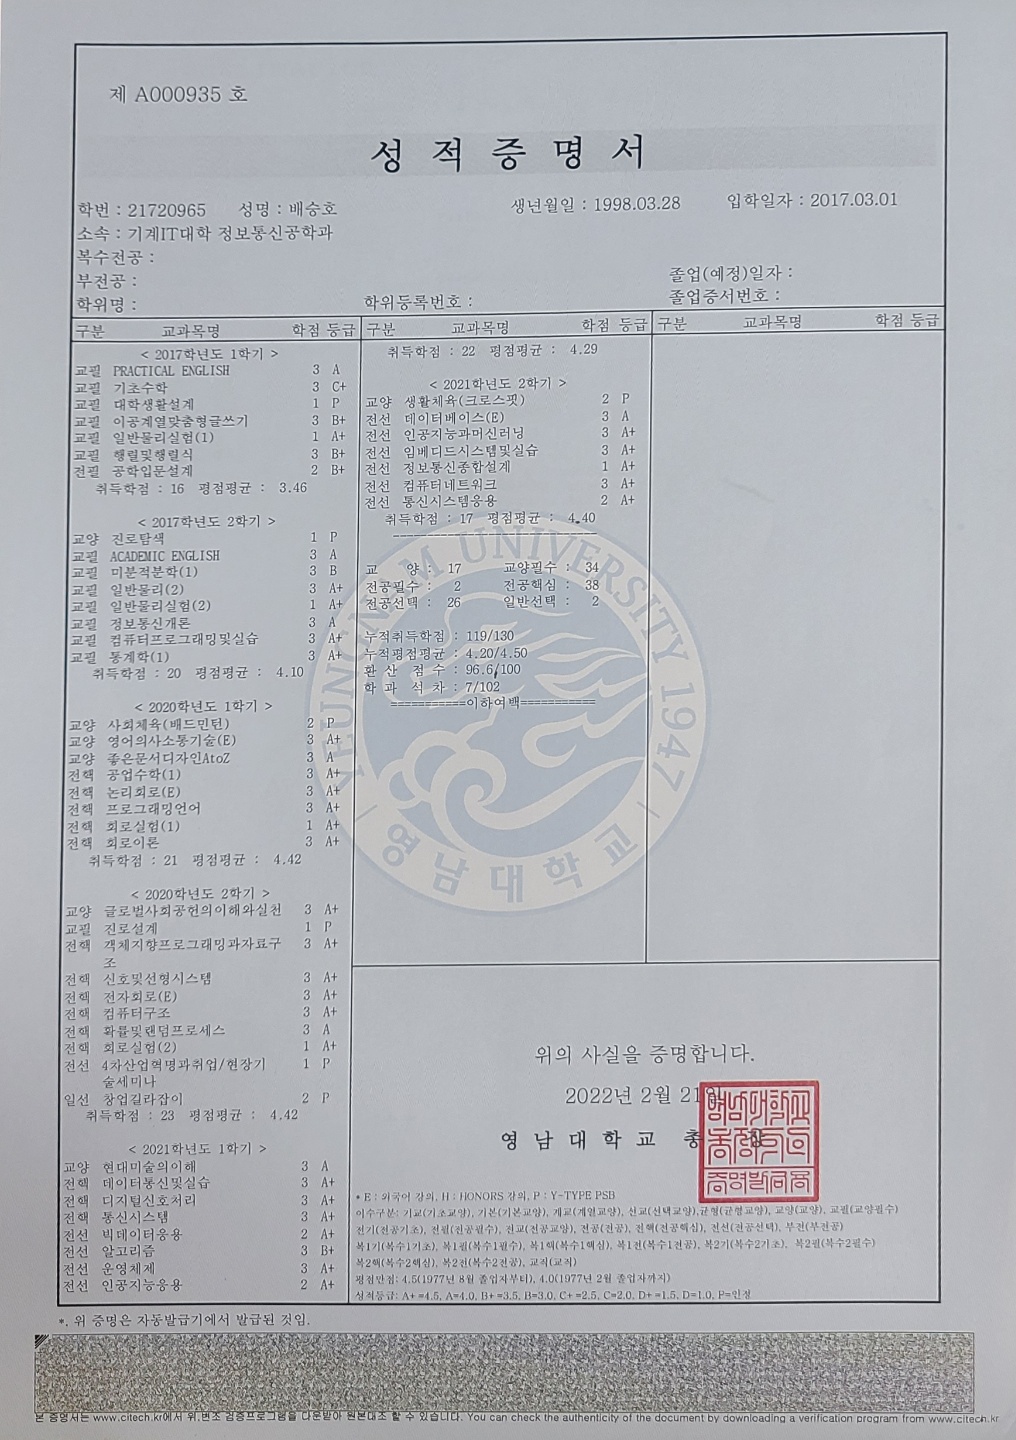 제 A000935 호
성 적 증 명 서
학번 : 21720965 성명 : 배승호 생년월일 : 1998.03.28 입학일자 : 2017.03.01
소속 : 기계IT대학 정보통신공학과
복수전공 :
부전공 : 졸업(예정)일자 :
학위명 : 학위등록번호 : 졸업증서번호 :
구분 교과목명 학점 등급 구분 교과목명 학점 등급 구분 교과목명 학점 등급
< 2017학년도 1학기 >
교필 PRACTICAL ENGLISH 3 A
교필 기초수학 3 C+
교필 대학생활설계 1 P
교필 이공계열맞춤형글쓰기 3 B+
교필 일반물리실험(1) 1 A+
교필 행렬및행렬식 3 B+
전필 공학입문설계 2 B+
취득학점 : 16 평점평균 : 3.46
< 2017학년도 2학기 >
교양 진로탐색 1 P
교필 ACADEMIC ENGLISH 3 A
교필 미분적분학(1) 3 B
교필 일반물리(2) 3 A+
교필 일반물리실험(2) 1 A+
교필 정보통신개론 3 A
교필 컴퓨터프로그래밍및실습 3 A+
교필 통계학(1) 3 A+
취득학점 : 20 평점평균 : 4.10
< 2020학년도 1학기 >
교양 사회체육(배드민턴) 2 P
교양 영어의사소통기술(E) 3 A+
교양 좋은문서디자인AtoZ 3 A
전핵 공업수학(1) 3 A+
전핵 논리회로(E) 3 A+
전핵 프로그래밍언어 3 A+
전핵 회로실험(1) 1 A+
전핵 회로이론 3 A+
취득학점 : 21 평점평균 : 4.42
< 2020학년도 2학기 >
교양 글로벌사회공헌의이해와실천 3 A+
교필 진로설계 1 P
전핵 객체지향프로그래밍과자료구 3 A+
조
전핵 신호및선형시스템 3 A+
전핵 전자회로(E) 3 A+
전핵 컴퓨터구조 3 A+
전핵 확률및랜덤프로세스 3 A
전핵 회로실험(2) 1 A+
전선 4차산업혁명과취업/현장기 1 P
술세미나
일선 창업길라잡이 2 P
취득학점 : 23 평점평균 : 4.42
< 2021학년도 1학기 >
교양 현대미술의이해 3 A
전핵 데이터통신및실습 3 A+
전핵 디지털신호처리 3 A+
전핵 통신시스템 3 A+
전선 빅데이터응용 2 A+
전선 알고리즘 3 B+
전선 운영체제 3 A+
전선 인공지능응용 2 A+
취득학점 : 22 평점평균 : 4.29
< 2021학년도 2학기 >
교양 생활체육(크로스핏) 2 P
전선 데이터베이스(E) 3 A
전선 인공지능과머신러닝 3 A+
전선 임베디드시스템및실습 3 A+
전선 정보통신종합설계 1 A+
전선 컴퓨터네트워크 3 A+
전선 통신시스템응용 2 A+
취득학점 : 17 평점평균 : 4.40
교 양 : 17 교양필수 : 34
전공필수 : 2 전공핵심 : 38
전공선택 : 26 일반선택 : 2
누적취득학점 : 119/130
누적평점평균 : 4.20/4.50
환 산 점 수 : 96.6/100
학 과 석 차 : 7/102
===========이하여백===========
YEUNGNAM UNIVERSITY 1947
영남대학교
위의 사실을 증명합니다.
2022년 2월 21일
영 남 대 학 교 총 장
* E : 외국어 강의, H : HONORS 강의, P : Y-TYPE PSB
이수구분: 기교(기초교양), 기본(기본교양), 계교(계열교양), 선교(선택교양),균형(균형교양), 교양(교양), 교필(교양필수)
전기(전공기초), 전필(전공필수), 전교(전공교양), 전공(전공), 전핵(전공핵심), 전선(전공선택), 부전(부전공)
복1기(복수1기초), 복1필(복수1필수), 복1핵(복수1핵심), 복1전(복수1전공), 복2기(복수2기초), 복2필(복수2필수)
복2핵(복수2핵심), 복2전(복수2전공), 교직(교직)
평점만점: 4.5(1977년 8월 졸업자부터), 4.0(1977년 2월 졸업자까지)
성적등급: A+ =4.5, A=4.0, B+ =3.5, B=3.0, C+ =2.5, C=2.0, D+ =1.5, D=1.0, P=인정
*. 위 증명은 자동발급기에서 발급된 것임.
본 증명서는 www.citech.kr에서 위,변조 검증프로그램을 다운받아 원본대조 할 수 있습니다. You can check the authenticity of the document by downloading a verification program from www.citech.kr